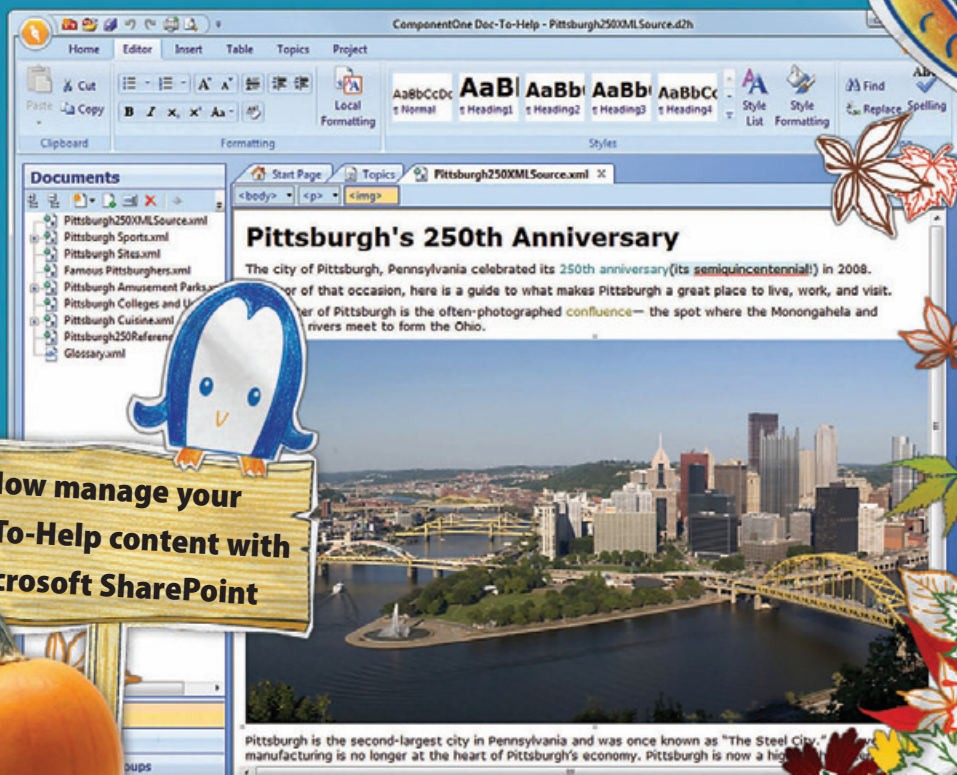 ComponentOne Doc-To-Help - Pittsburgh250XMLSource.d2h
Home Editor Insert Table Topics Project
Paste
Cut
Copy
Clipboard
B I x, x² Aa
Formatting
Local
Formatting
AaBbCcDc AaBl AaBb AaBb AaBbCc
¶ Normal ¶ Heading1 ¶ Heading2 ¶ Heading3 ¶ Heading4
Styles
Style
List
Style
Formatting
Find
Replace
Spelling
Documents
Pittsburgh250XMLSource.xml
Pittsburgh Sports.xml
Pittsburgh Sites.xml
Famous Pittsburghers.xml
Pittsburgh Amusement Parks.x
Pittsburgh Colleges and U
Pittsburgh Cuisine.xml
Pittsburgh250Referenc
Glossary.xml
Start Page Topics Pittsburgh250XMLSource.xml X
<body> <p> <img>
Pittsburgh's 250th Anniversary
The city of Pittsburgh, Pennsylvania celebrated its 250th anniversary(its semiquincentennial!) in 2008.
or of that occasion, here is a guide to what makes Pittsburgh a great place to live, work, and visit.
ter of Pittsburgh is the often-photographed confluence— the spot where the Monongahela and
rivers meet to form the Ohio.
Now manage your
To-Help content with
crosoft SharePoint
Pittsburgh is the second-largest city in Pennsylvania and was once known as "The Steel City."
manufacturing is no longer at the heart of Pittsburgh's economy. Pittsburgh is now a hig
oups